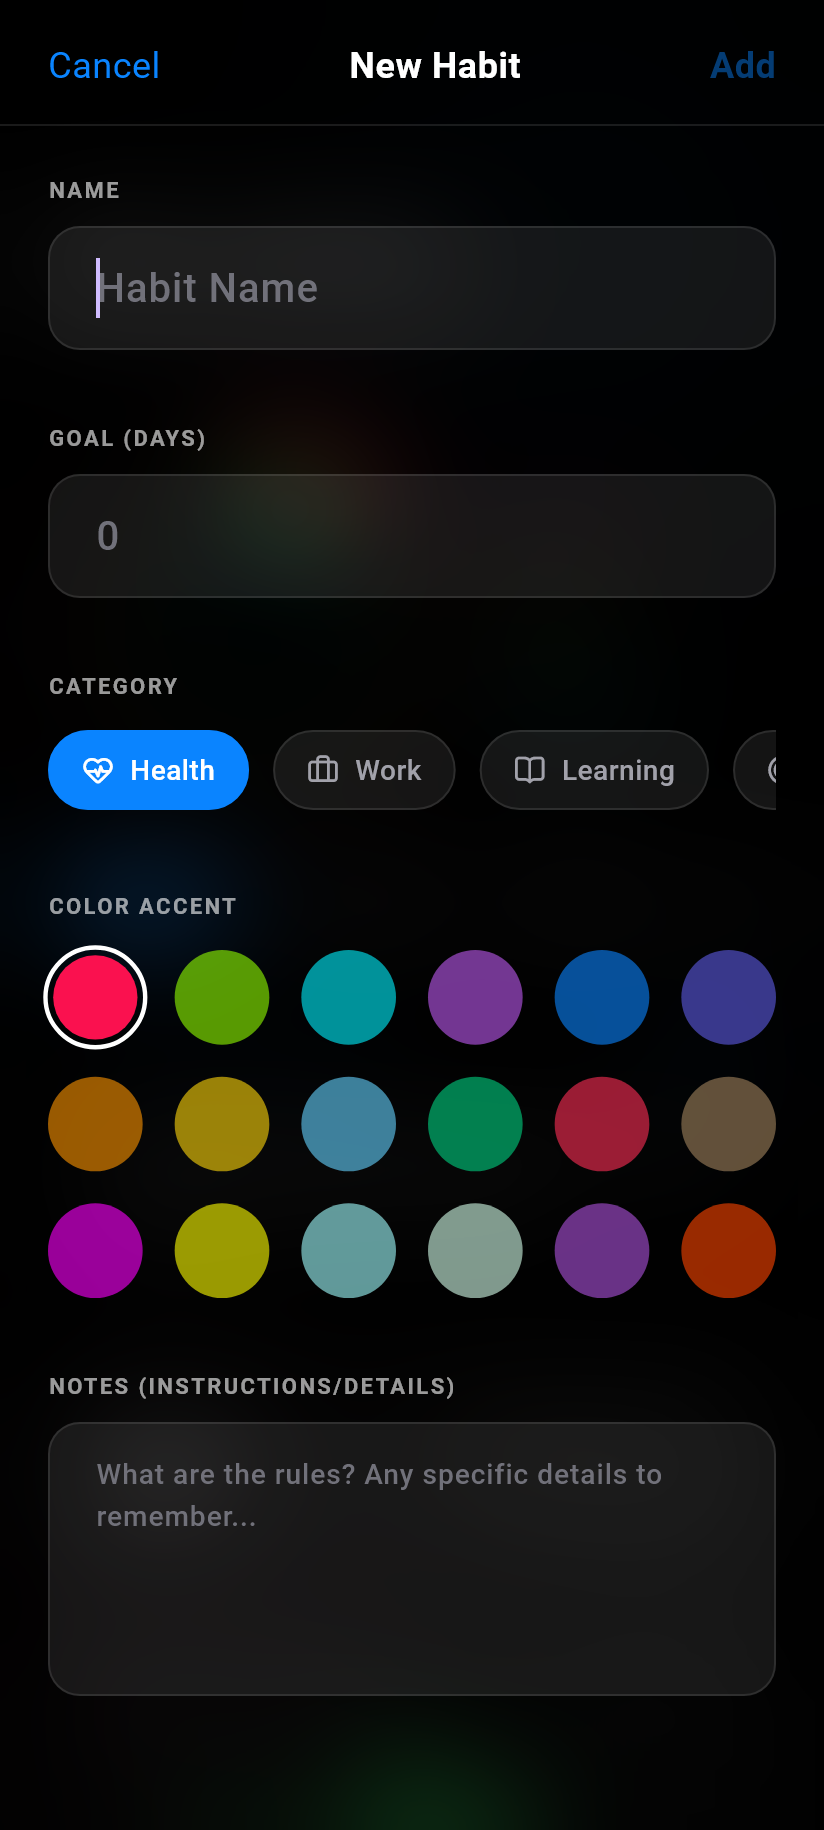 Cancel New Habit Add
NAME
Habit Name
GOAL (DAYS)
0
CATEGORY
Health Work Learning
COLOR ACCENT
NOTES (INSTRUCTIONS/DETAILS)
What are the rules? Any specific details to
remember...